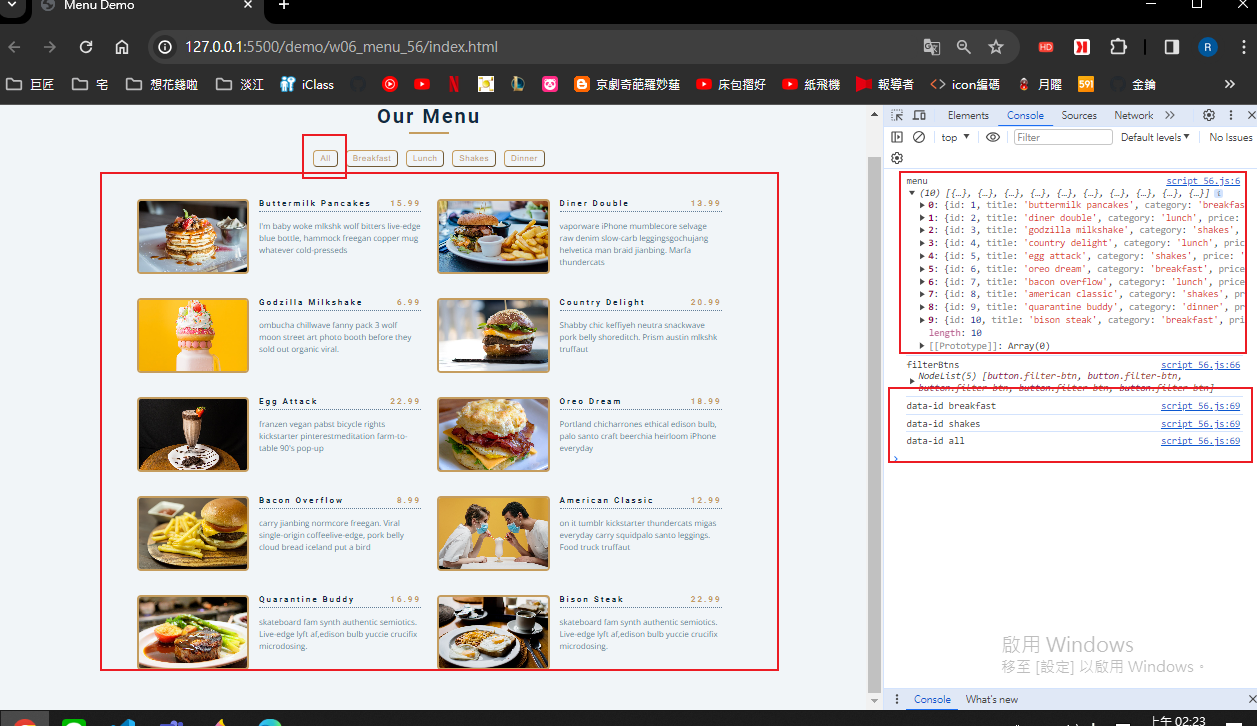 Menu Demo
127.0.0.1:5500/demo/w06_menu_56/index.html
HD
R
巨匠
宅
想花錢啦
淡江
iClass
京劇奇葩羅妙蓮
床包摺好
紙飛機
報導者
icon編碼
月曜
591
金鑰
Our Menu
All
Breakfast
Lunch
Shakes
Dinner
Buttermilk Pancakes 15.99
I'm baby woke mlkshk wolf bitters live-edge
blue bottle, hammock freegan copper mug
whatever cold-presseds
Diner Double 13.99
vaporware iPhone mumblecore selvage
raw denim slow-carb leggingsgochujang
helvetica man braid jianbing. Marfa
thundercats
Godzilla Milkshake 6.99
ombucha chillwave fanny pack 3 wolf
moon street art photo booth before they
sold out organic viral.
Country Delight 20.99
Shabby chic keffiyeh neutra snackwave
pork belly shoreditch. Prism austin mlkshk
truffaut
Egg Attack 22.99
franzen vegan pabst bicycle rights
kickstarter pinterestmeditation farm-to-
table 90's pop-up
Oreo Dream 18.99
Portland chicharrones ethical edison bulb,
palo santo craft beerchia heirloom iPhone
everyday
Bacon Overflow 8.99
carry jianbing normcore freegan. Viral
single-origin coffeelive-edge, pork belly
cloud bread iceland put a bird
American Classic 12.99
on it tumblr kickstarter thundercats migas
everyday carry squidpalo santo leggings.
Food truck truffaut
Quarantine Buddy 16.99
skateboard fam synth authentic semiotics.
Live-edge lyft af,edison bulb yuccie crucifix
microdosing.
Bison Steak 22.99
skateboard fam synth authentic semiotics.
Live-edge lyft af,edison bulb yuccie crucifix
microdosing.
Elements
Console
Sources
Network
top
Filter
Default levels
No Issues
menu script 56.js:6
(10) [{…}, {…}, {…}, {…}, {…}, {…}, {…}, {…}, {…}, {…}]
0: {id: 1, title: 'buttermilk pancakes', category: 'breakfas
1: {id: 2, title: 'diner double', category: 'lunch', price:
2: {id: 3, title: 'godzilla milkshake', category: 'shakes',
3: {id: 4, title: 'country delight', category: 'lunch', pric
4: {id: 5, title: 'egg attack', category: 'shakes', price: '
5: {id: 6, title: 'oreo dream', category: 'breakfast', price
6: {id: 7, title: 'bacon overflow', category: 'lunch', price
7: {id: 8, title: 'american classic', category: 'shakes', pr
8: {id: 9, title: 'quarantine buddy', category: 'dinner', pr
9: {id: 10, title: 'bison steak', category: 'breakfast', pri
length: 10
[[Prototype]]: Array(0)
filterBtns script 56.js:66
NodeList(5) [button.filter-btn, button.filter-btn,
button.filter-btn, button.filter-btn, button.filter-btn]
data-id breakfast script 56.js:69
data-id shakes script 56.js:69
data-id all script 56.js:69
啟用 Windows
移至 [設定] 以啟用 Windows。
Console
What's new
上午 02:23